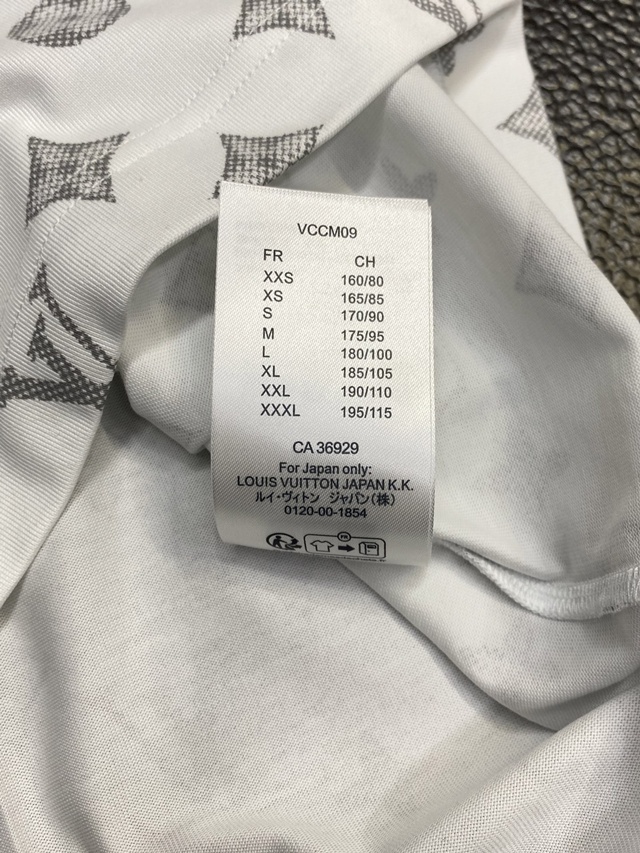 VCCM09
FR CH
XXS 160/80
XS 165/85
S 170/90
M 175/95
L 180/100
XL 185/105
XXL 190/110
XXXL 195/115
CA 36929
For Japan only:
LOUIS VUITTON JAPAN K.K.
ルイ・ヴィトン ジャパン(株)
0120-00-1854
FR